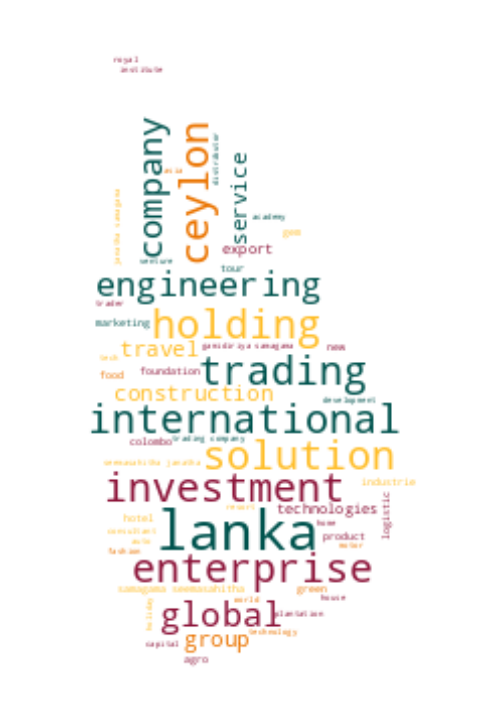 royal
institute
company
ceylon
asia
distributor
service
janatha samagama
academy
gem
export
venture
tour
engineering
trader
marketing
holding
travel
gamidiriya samagama
new
tech
trading
food
foundation
construction
development
international
colombo
trading company
solution
seemasahitha janatha
investment
industrie
resort
technologies
logistic
lanka
hotel
home
consultant
product
auto
motor
fashion
enterprise
samagama seemasahitha
green
world
house
holiday
global
plantation
group
technology
capital
agro